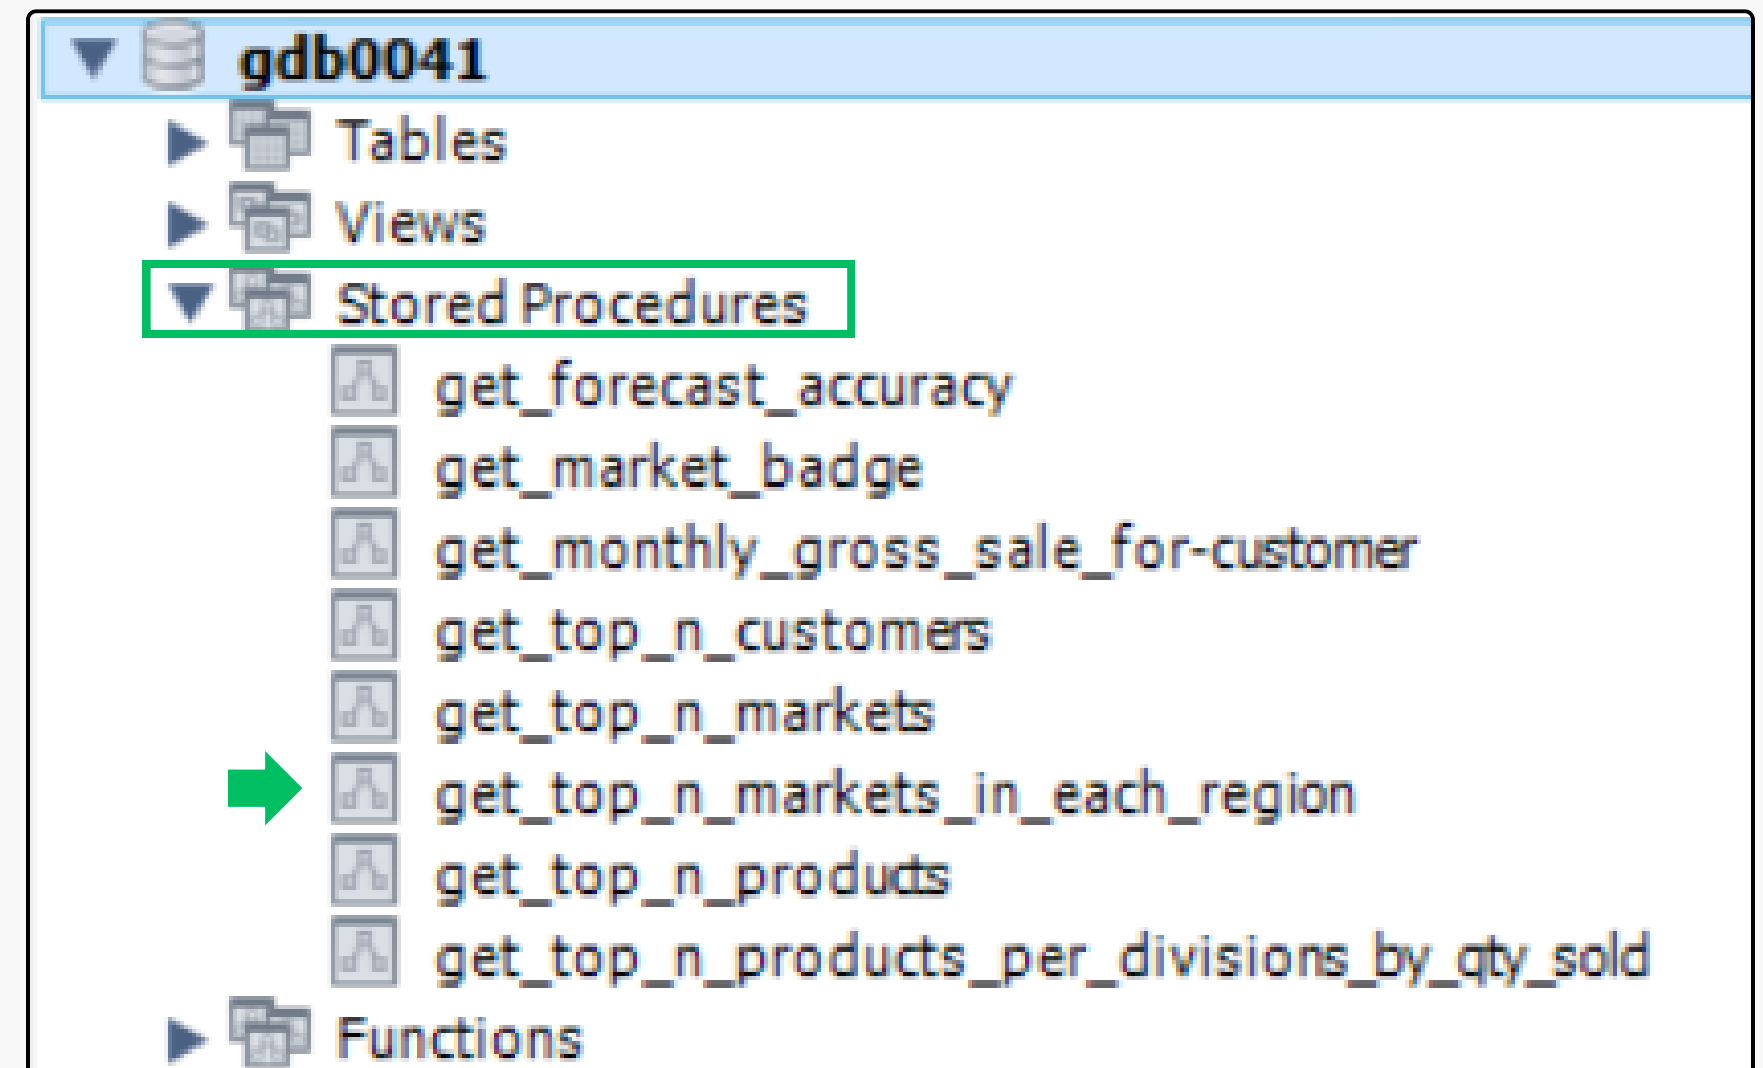 gdb0041
Tables
Views
Stored Procedures
get_forecast_accuracy
get_market_badge
get_monthly_gross_sale_for-customer
get_top_n_customers
get_top_n_markets
get_top_n_markets_in_each_region
get_top_n_products
get_top_n_products_per_divisions_by_qty_sold
Functions